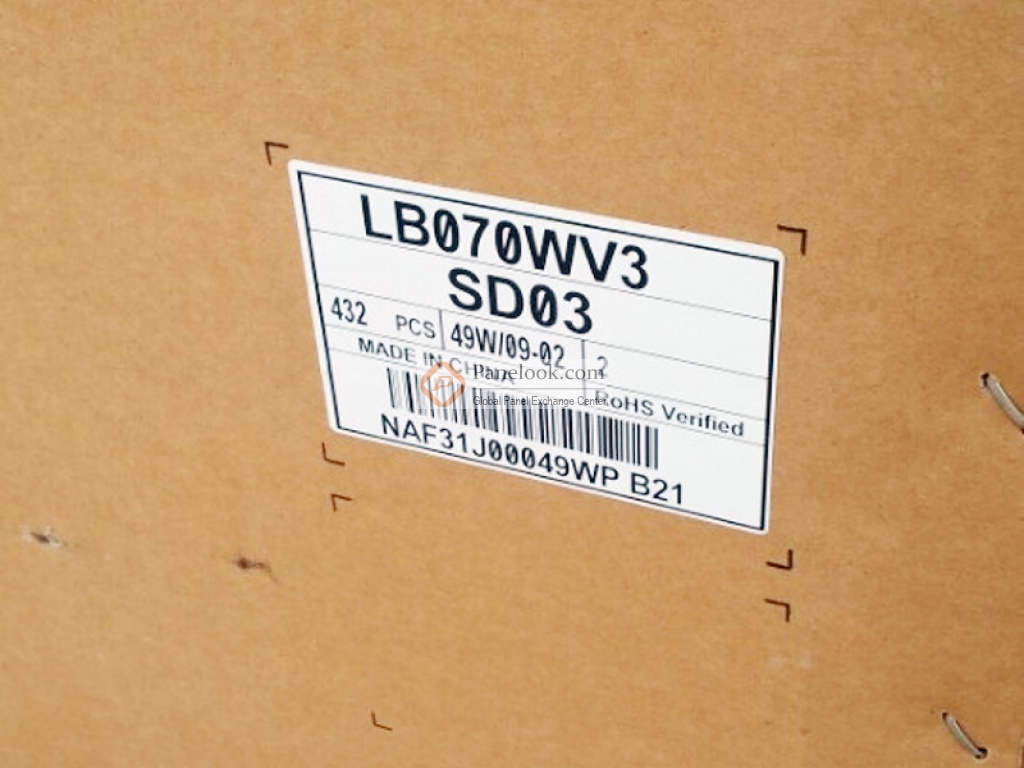 LB070WV3
SD03
432 PCS 49W/09-02 2
MADE IN CHINA
Panelook.com
Global Panel Exchange Center
RoHS Verified
NAF31J00049WP B21